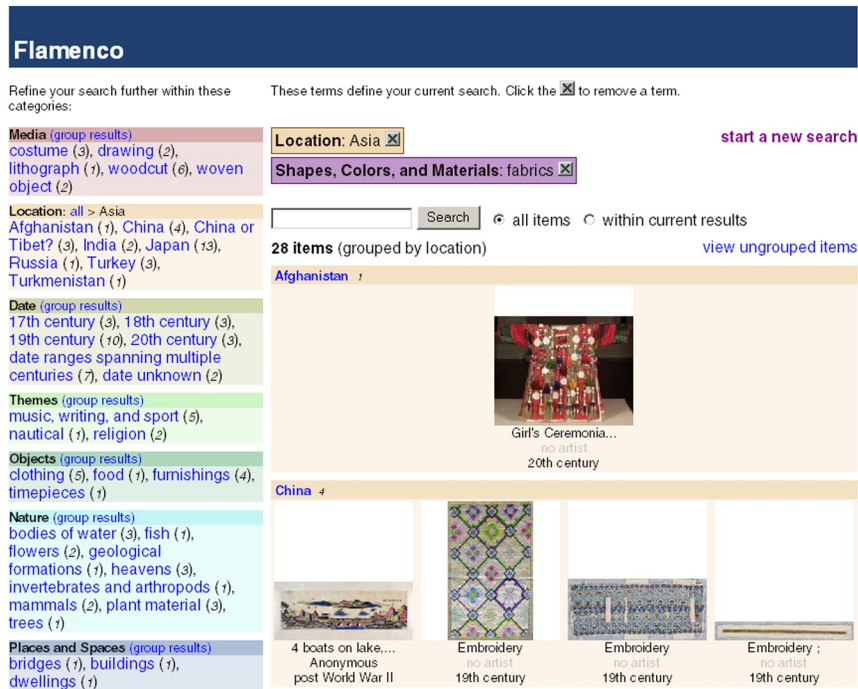 Flamenco
Refine your search further within these
categories:
Media (group results)
costume (3), drawing (2),
lithograph (1), woodcut (6), woven
object (2)
Location: all > Asia
Afghanistan (1), China (4), China or
Tibet? (3), India (2), Japan (13),
Russia (1), Turkey (3),
Turkmenistan (1)
Date (group results)
17th century (3), 18th century (3),
19th century (10), 20th century (3),
date ranges spanning multiple
centuries (7), date unknown (2)
Themes (group results)
music, writing, and sport (5),
nautical (1), religion (2)
Objects (group results)
clothing (5), food (1), furnishings (4),
timepieces (1)
Nature (group results)
bodies of water (3), fish (1),
flowers (2), geological
formations (1), heavens (3),
invertebrates and arthropods (1),
mammals (2), plant material (3),
trees (1)
Places and Spaces (group results)
bridges (1), buildings (1),
dwellings (1)
These terms define your current search. Click the to remove a term.
Location: Asia
start a new search
Shapes, Colors, and Materials: fabrics
Search all items within current results
28 items (grouped by location) view ungrouped items
Afghanistan 1
Girl's Ceremonia...
no artist
20th century
China 4
4 boats on lake,...
Anonymous
post World War II
Embroidery
no artist
19th century
Embroidery
no artist
19th century
Embroidery ;
no artist
19th century